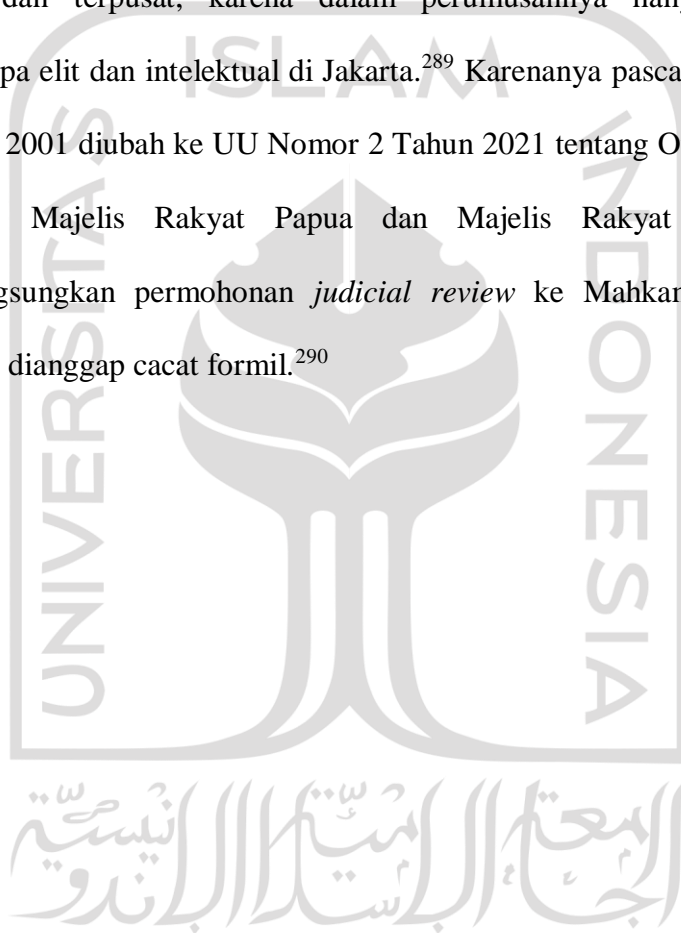 dan terpusat, karena dalam perumusannya
pa elit dan intelektual di Jakarta.²⁸⁹ Karenanya pasca
2001 diubah ke UU Nomor 2 Tahun 2021 tentang O
Majelis Rakyat Papua dan Majelis Rakyat
gsungkan permohonan judicial review ke Mahkam
dianggap cacat formil.²⁹⁰
UNIVERSITAS
ISLAM
INDONESIA